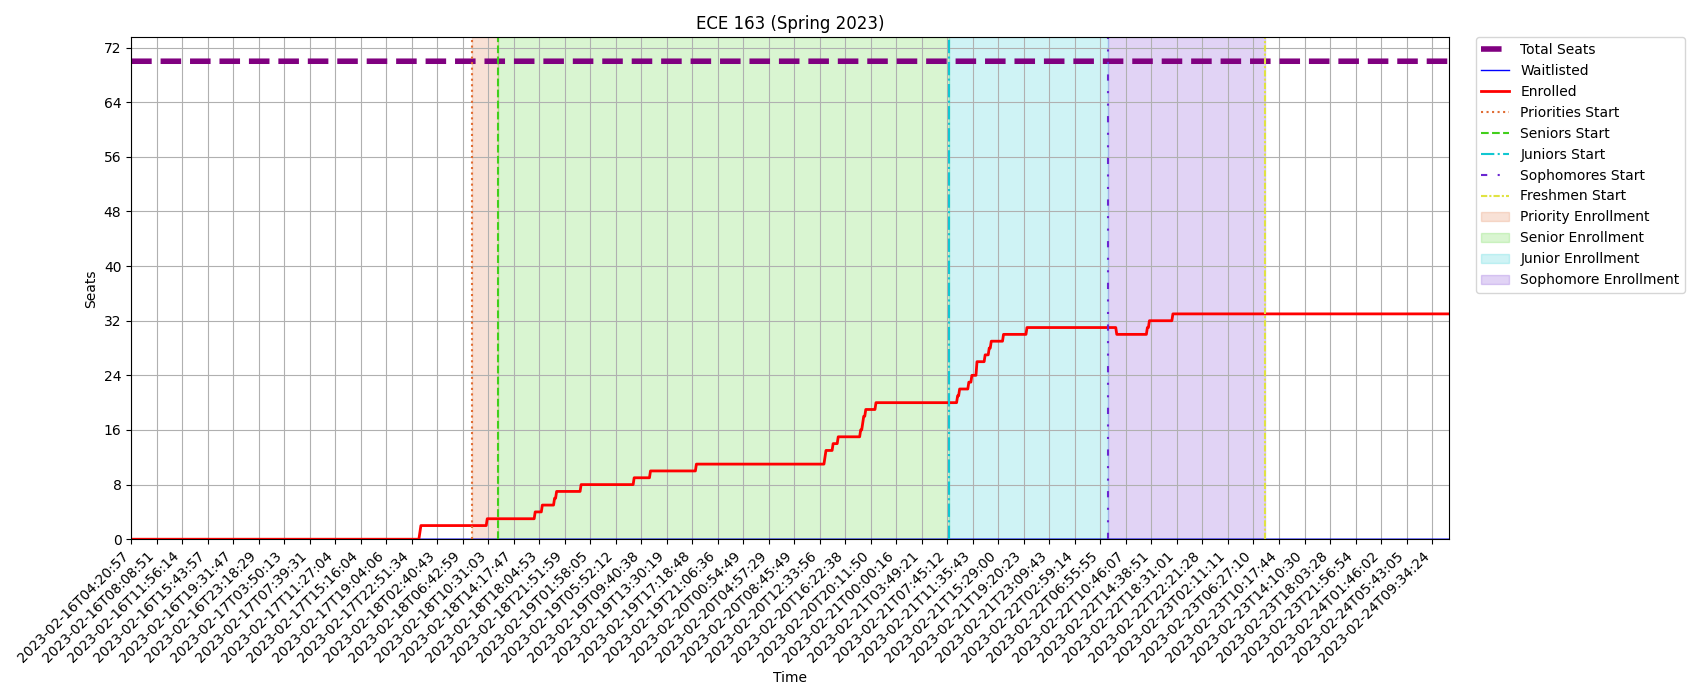 ECE 163 (Spring 2023)
Seats
72
64
56
48
40
32
24
16
8
0
2023-02-16T04:20:57
2023-02-16T08:08:51
2023-02-16T11:56:14
2023-02-16T15:43:57
2023-02-16T19:31:47
2023-02-16T23:18:29
2023-02-17T03:50:13
2023-02-17T07:39:31
2023-02-17T11:27:04
2023-02-17T15:16:04
2023-02-17T19:04:06
2023-02-17T22:51:34
2023-02-18T02:40:43
2023-02-18T06:42:59
2023-02-18T10:31:03
2023-02-18T14:17:47
2023-02-18T18:04:53
2023-02-18T21:51:59
2023-02-19T01:58:05
2023-02-19T05:52:12
2023-02-19T09:40:38
2023-02-19T13:30:19
2023-02-19T17:18:48
2023-02-19T21:06:36
2023-02-20T00:54:49
2023-02-20T04:57:29
2023-02-20T08:45:49
2023-02-20T12:33:56
2023-02-20T16:22:38
2023-02-20T20:11:50
2023-02-21T00:00:16
2023-02-21T03:49:21
2023-02-21T07:45:12
2023-02-21T11:35:43
2023-02-21T15:29:00
2023-02-21T19:20:23
2023-02-21T23:09:43
2023-02-22T02:59:14
2023-02-22T06:55:55
2023-02-22T10:46:07
2023-02-22T14:38:51
2023-02-22T18:31:01
2023-02-22T22:21:28
2023-02-23T02:11:11
2023-02-23T06:27:10
2023-02-23T10:17:44
2023-02-23T14:10:30
2023-02-23T18:03:28
2023-02-23T21:56:54
2023-02-24T01:46:02
2023-02-24T05:43:05
2023-02-24T09:34:24
Time
Total Seats
Waitlisted
Enrolled
Priorities Start
Seniors Start
Juniors Start
Sophomores Start
Freshmen Start
Priority Enrollment
Senior Enrollment
Junior Enrollment
Sophomore Enrollment